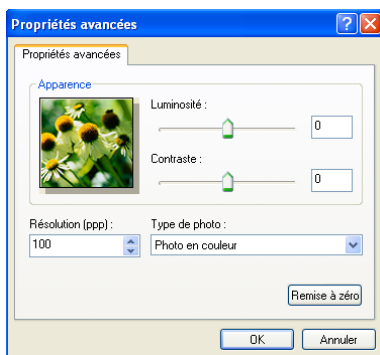 Propriétés avancées
Propriétés avancées
Apparence
Luminosité :
0
Contraste :
0
Résolution (ppp) :
Type de photo :
100
Photo en couleur
Remise à zéro
OK
Annuler